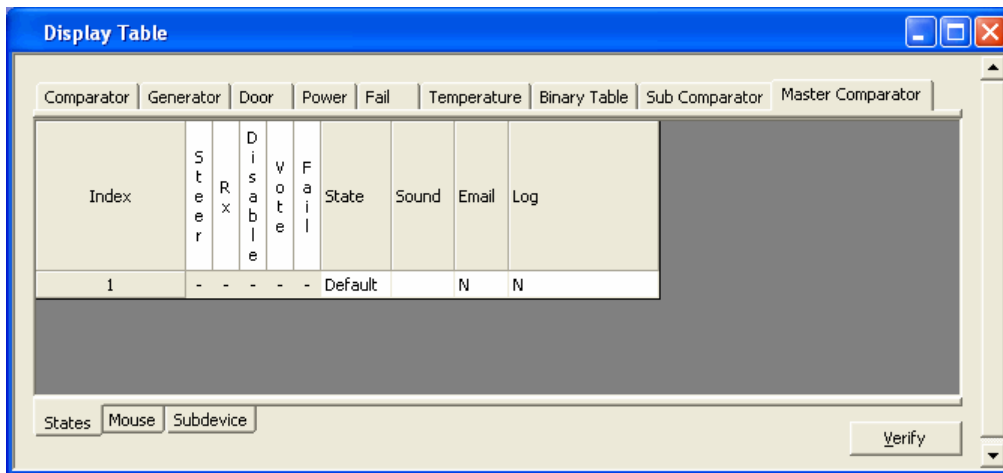 Display Table
Comparator Generator Door Power Fail Temperature Binary Table Sub Comparator Master Comparator
Index Steer Rx Disable Vote Fail State Sound Email Log
1 - - - - - Default N N
States Mouse Subdevice
Verify